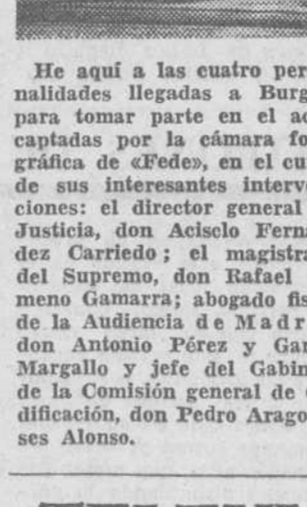 He aquí a las cuatro per
nalidades llegadas a Burg
para tomar parte en el ac
captadas por la cámara fo
gráfica de «Fede», en el cu
de sus interesantes interv
ciones: el director general
Justicia, don Acisclo Ferna
dez Carriedo; el magistra
del Supremo, don Rafael
meno Gamarra; abogado fis
de la Audiencia de Madr
don Antonio Pérez y Gar
Margallo y jefe del Gabin
de la Comisión general de
dificación, don Pedro Arago
ses Alonso.